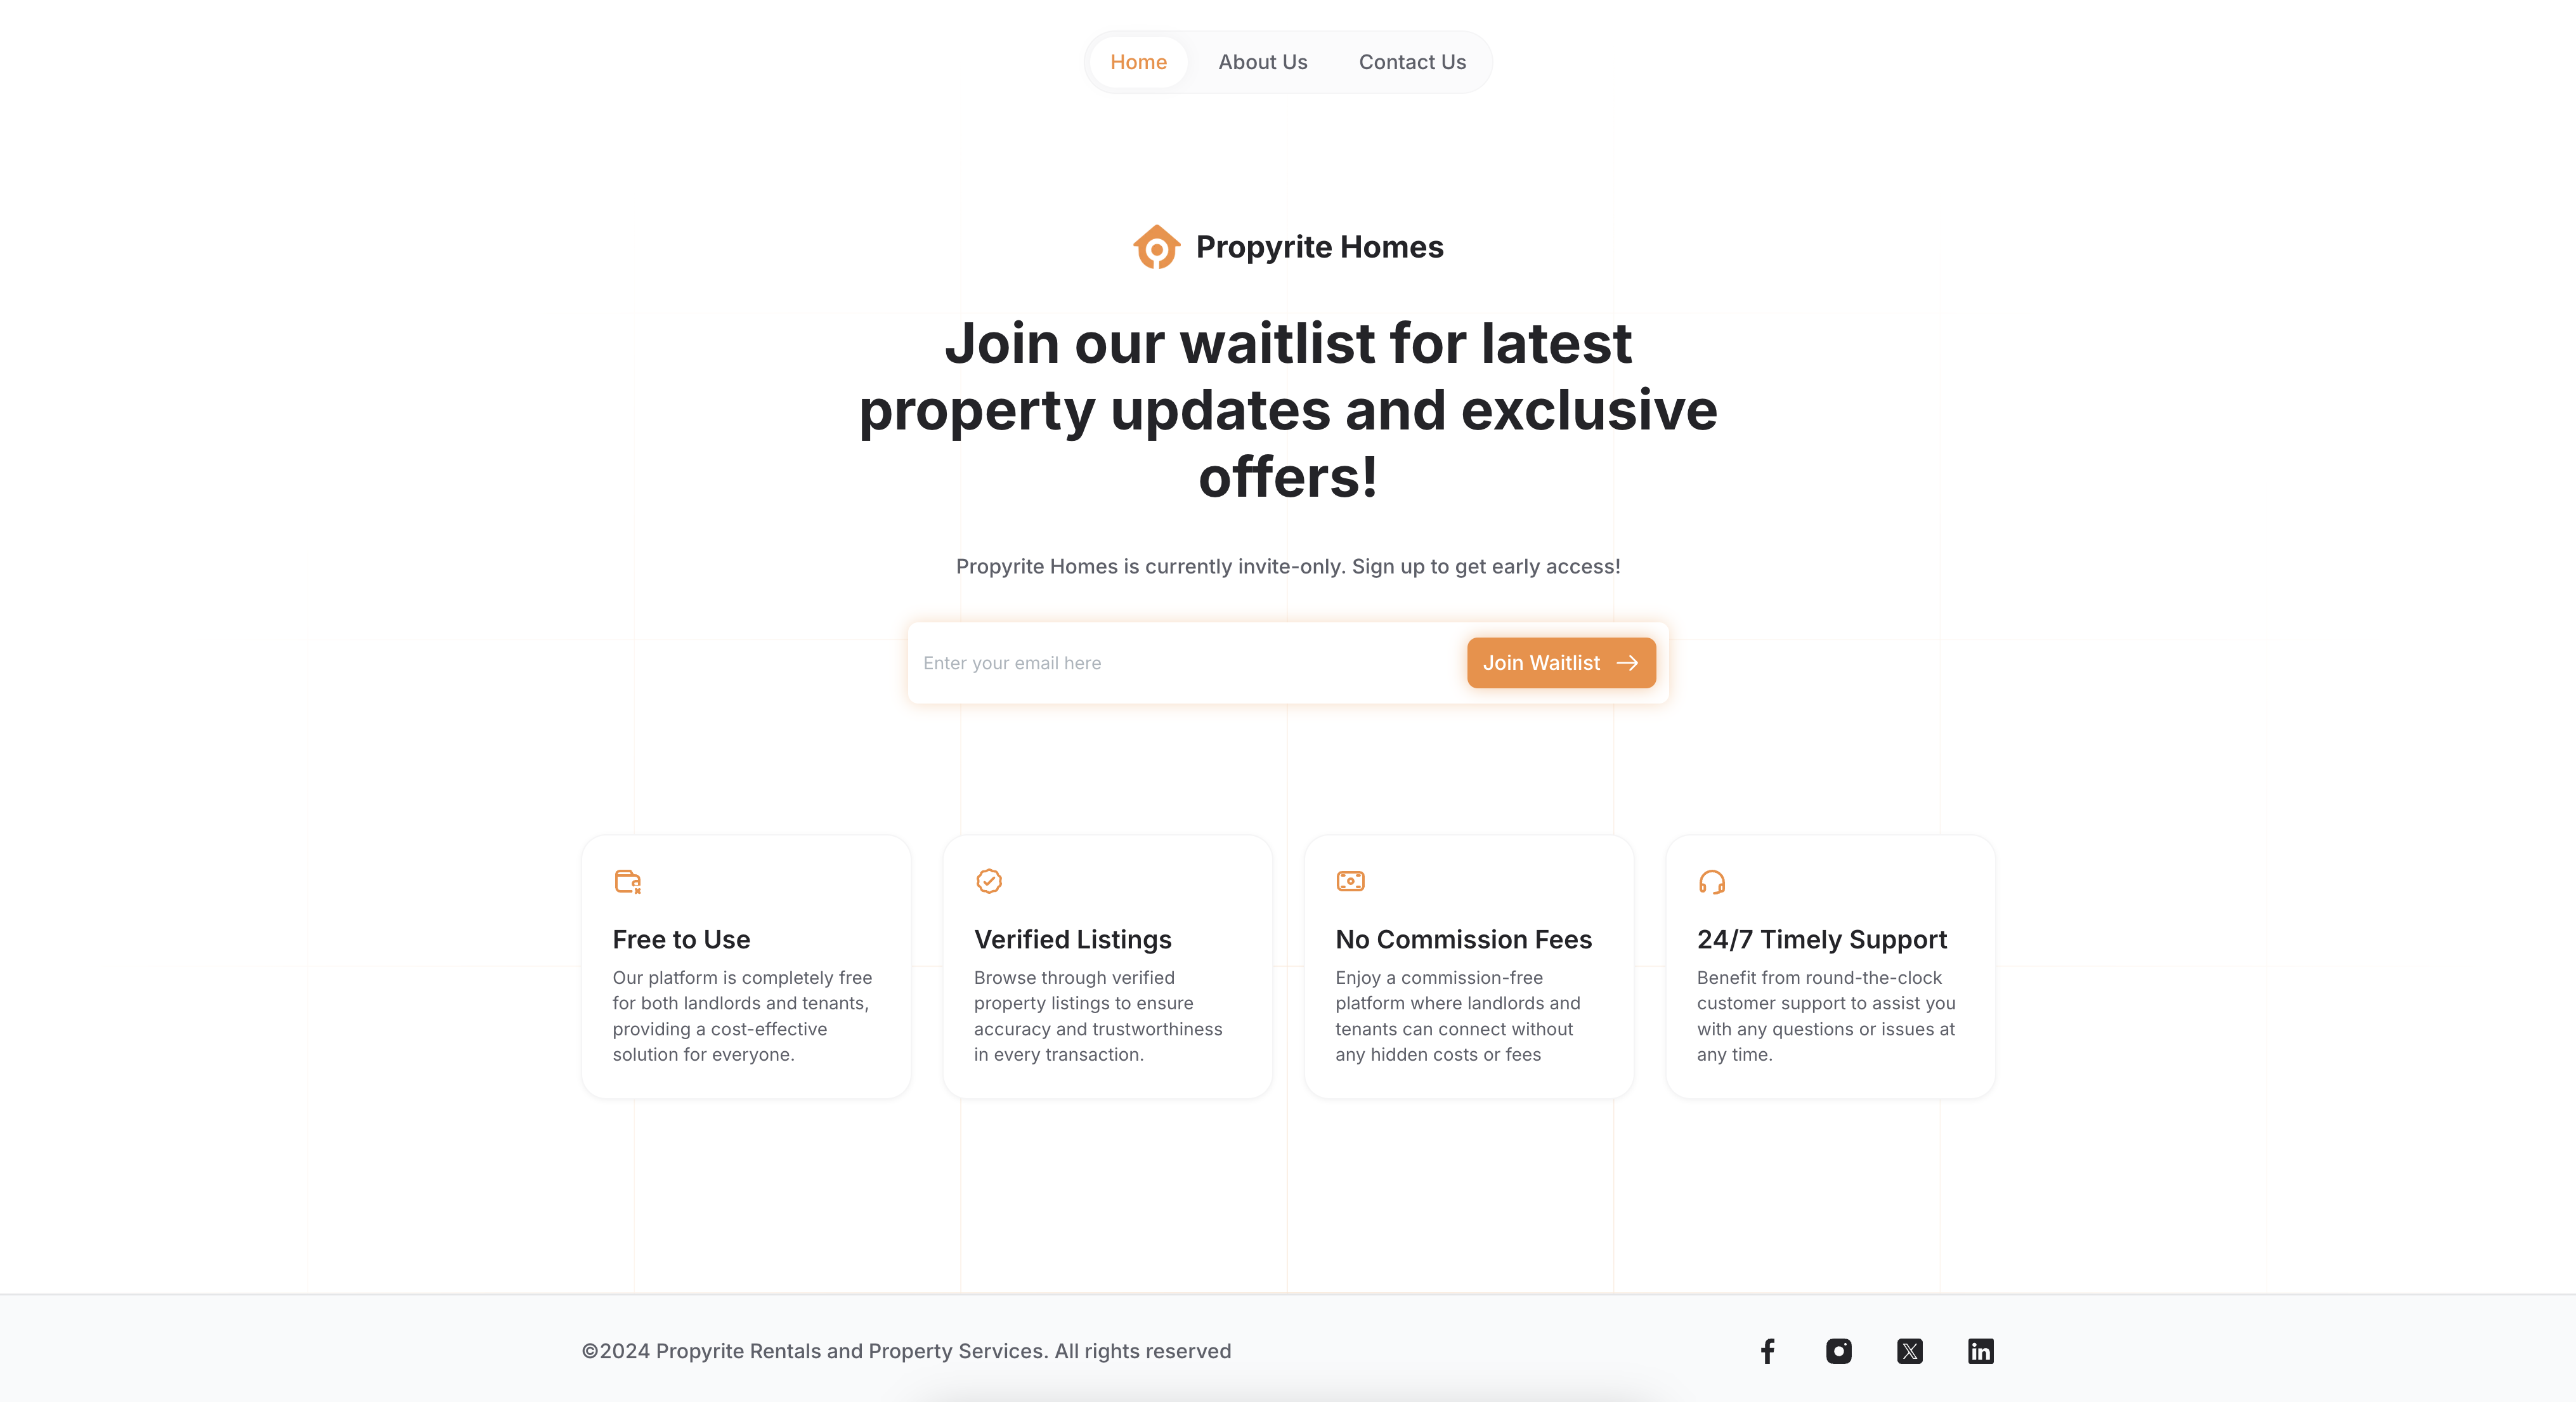 Home
About Us
Contact Us
Propyrite Homes
Join our waitlist for latest
property updates and exclusive
offers!
Propyrite Homes is currently invite-only. Sign up to get early access!
Enter your email here
Join Waitlist
Free to Use
Our platform is completely free
for both landlords and tenants,
providing a cost-effective
solution for everyone.
Verified Listings
Browse through verified
property listings to ensure
accuracy and trustworthiness
in every transaction.
No Commission Fees
Enjoy a commission-free
platform where landlords and
tenants can connect without
any hidden costs or fees
24/7 Timely Support
Benefit from round-the-clock
customer support to assist you
with any questions or issues at
any time.
©2024 Propyrite Rentals and Property Services. All rights reserved